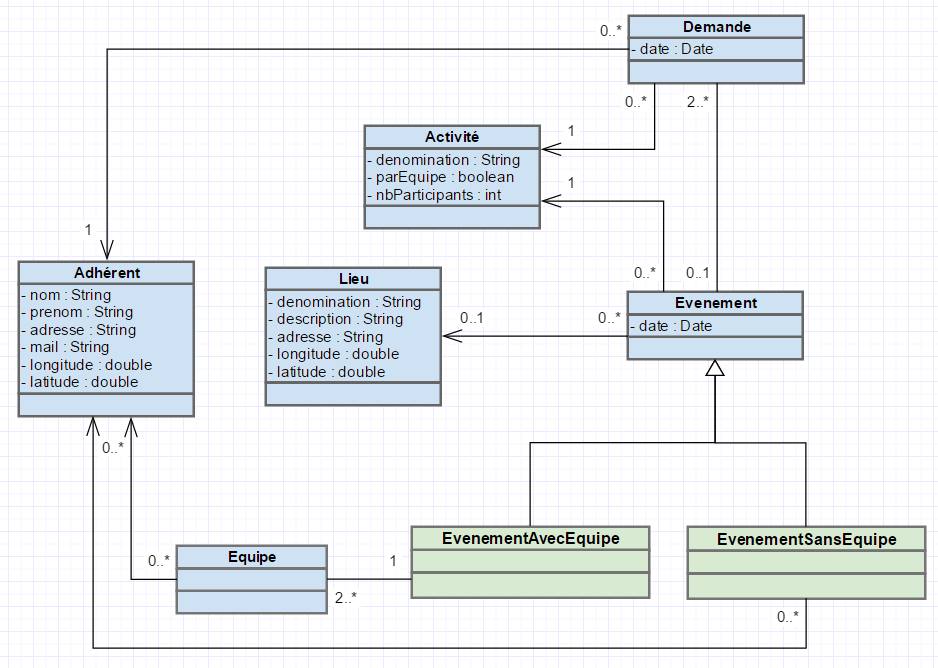 Demande
- date : Date
0..*
0..*
2..*
Activité
- denomination : String
- parEquipe : boolean
- nbParticipants : int
1
1
1
0..*
0..1
Adhérent
- nom : String
- prenom : String
- adresse : String
- mail : String
- longitude : double
- latitude : double
Lieu
- denomination : String
- description : String
- adresse : String
- longitude : double
- latitude : double
0..1
0..*
Evenement
- date : Date
0..*
EvenementAvecEquipe
EvenementSansEquipe
Equipe
0..*
1
2..*
0..*